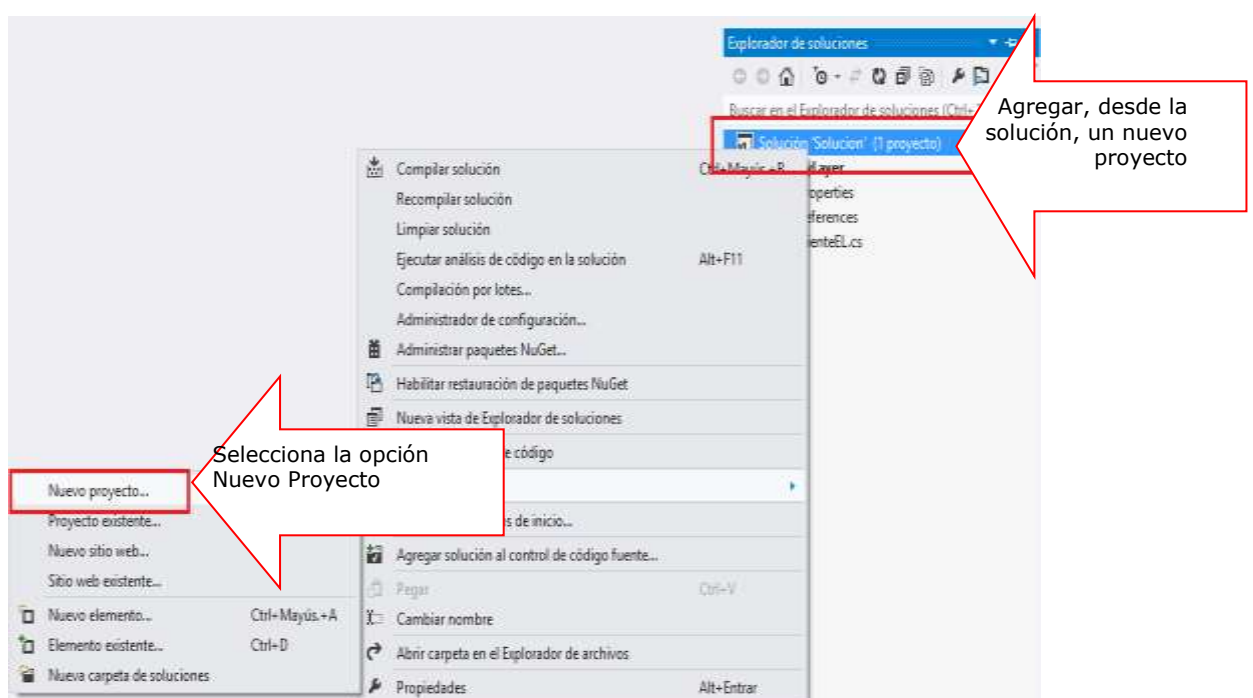 Explorador de soluciones
Buscar en el Explorador de soluciones (Ctrl+
Agregar, desde la
solución, un nuevo
proyecto
Solución 'Solucion' (1 proyecto)
Layer
operties
eferences
ienteEL.cs
Compilar solución Ctrl+Mayús.+B
Recompilar solución
Limpiar solución
Ejecutar análisis de código en la solución Alt+F11
Compilación por lotes...
Administrador de configuración...
Administrar paquetes NuGet...
Habilitar restauración de paquetes NuGet
Nueva vista de Explorador de soluciones
e código
s de inicio...
Agregar solución al control de código fuente...
Pegar Ctrl+V
Cambiar nombre
Abrir carpeta en el Explorador de archivos
Propiedades Alt+Entrar
Selecciona la opción
Nuevo Proyecto
Nuevo proyecto...
Proyecto existente...
Nuevo sitio web...
Sitio web existente...
Nuevo elemento... Ctrl+Mayús.+A
Elemento existente... Ctrl+D
Nueva carpeta de soluciones